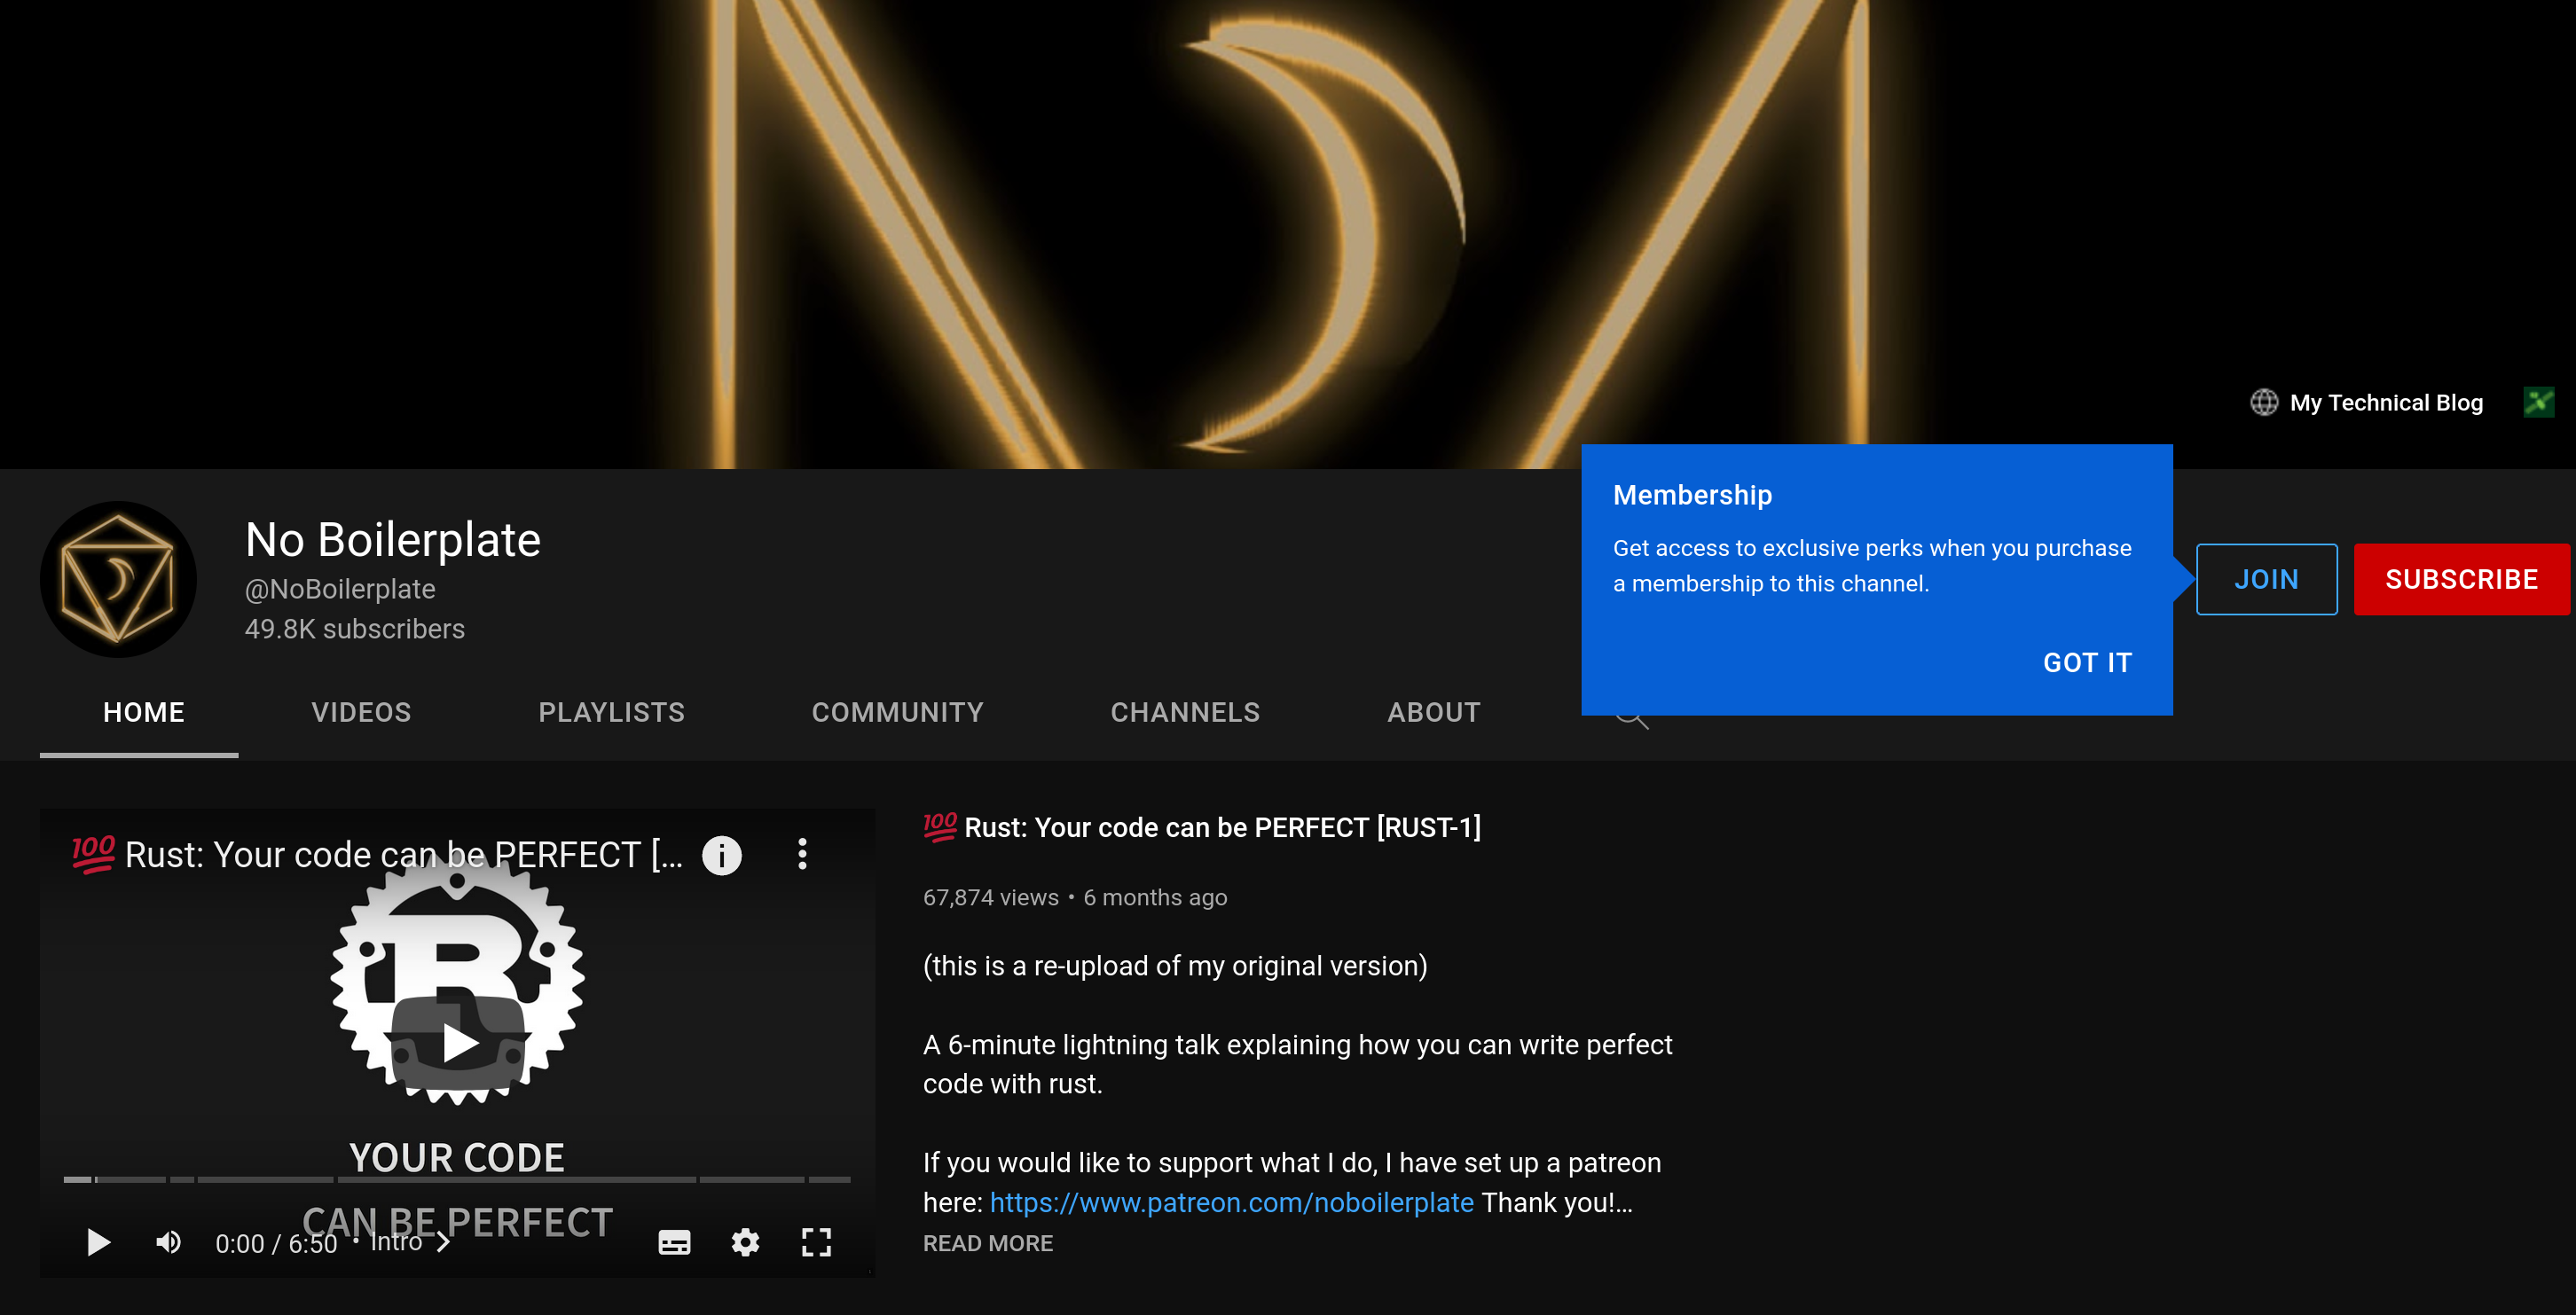 My Technical Blog
Membership
Get access to exclusive perks when you purchase
a membership to this channel.
GOT IT
JOIN
SUBSCRIBE
No Boilerplate
@NoBoilerplate
49.8K subscribers
HOME
VIDEOS
PLAYLISTS
COMMUNITY
CHANNELS
ABOUT
💯 Rust: Your code can be PERFECT [...
YOUR CODE
CAN BE PERFECT
0:00 / 6:50 • Intro
💯 Rust: Your code can be PERFECT [RUST-1]
67,874 views • 6 months ago
(this is a re-upload of my original version)
A 6-minute lightning talk explaining how you can write perfect
code with rust.
If you would like to support what I do, I have set up a patreon
here: https://www.patreon.com/noboilerplate Thank you!...
READ MORE